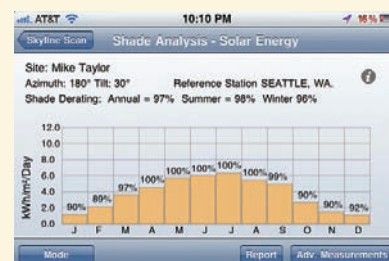 AT&T 10:10 PM 16%
Skyline Scan Shade Analysis - Solar Energy
Site: Mike Taylor
Azimuth: 180° Tilt: 30° Reference Station SEATTLE, WA.
Shade Derating: Annual = 97% Summer = 98% Winter 96%
kWh/m²/Day
12.0
10.0
8.0
6.0
4.0
2.0
0.0
90% 89% 97% 100% 100% 100% 100% 100% 99% 90% 90% 92%
J F M A M J J A S O N D
Mode Report Adv. Measurements